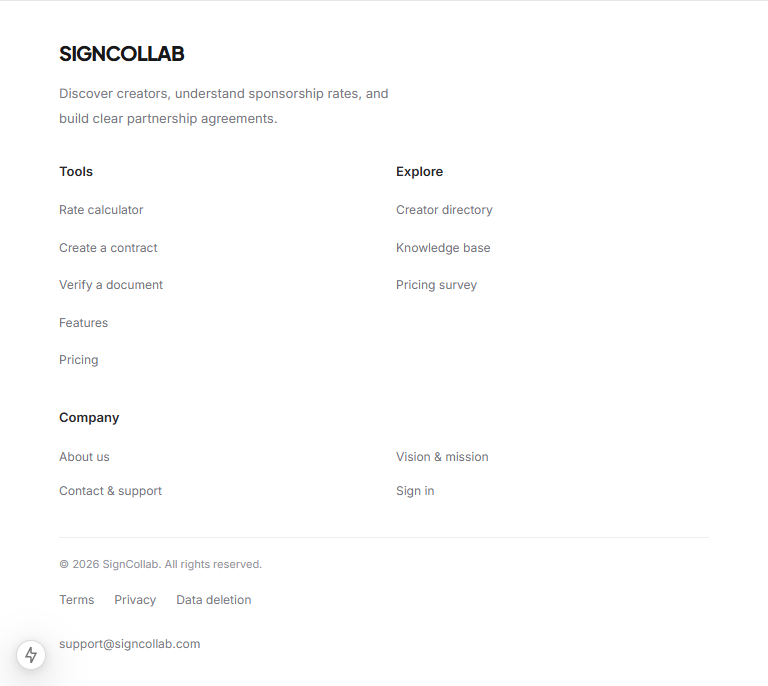 SIGNCOLLAB
Discover creators, understand sponsorship rates, and
build clear partnership agreements.
Tools
Rate calculator
Create a contract
Verify a document
Features
Pricing
Explore
Creator directory
Knowledge base
Pricing survey
Company
About us
Vision & mission
Contact & support
Sign in
© 2026 SignCollab. All rights reserved.
Terms Privacy Data deletion
support@signcollab.com